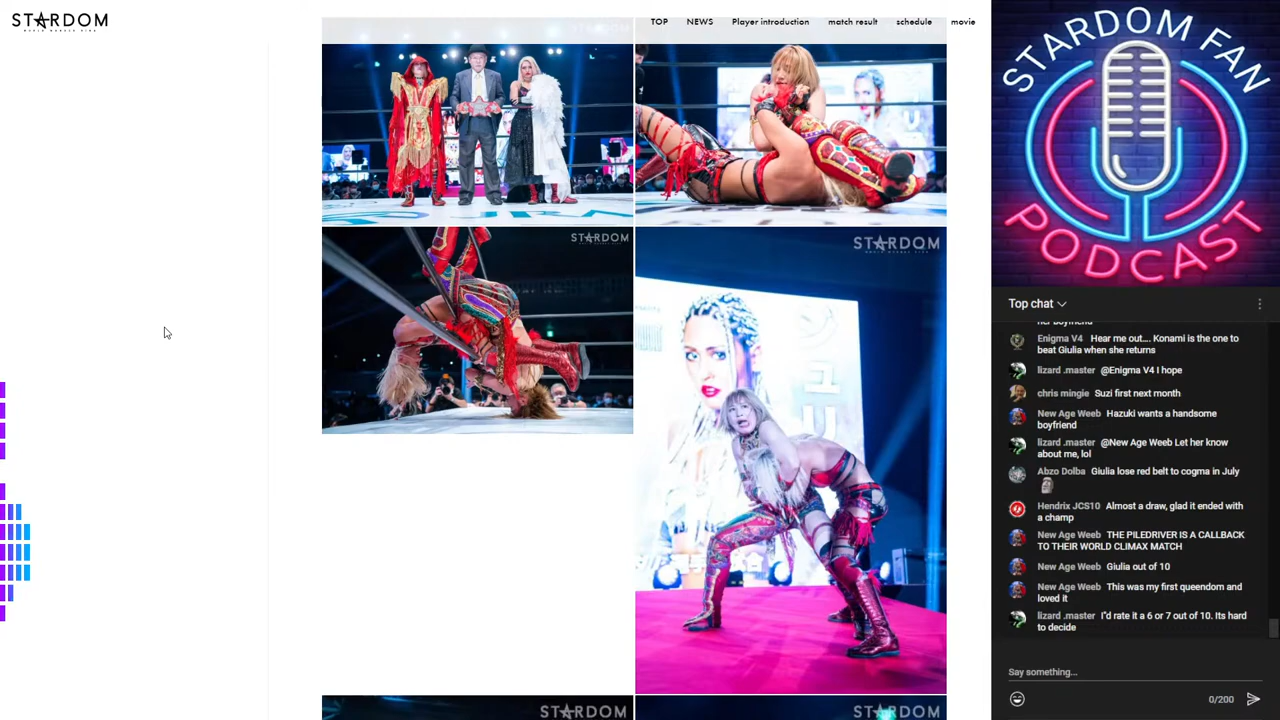 STARDOM
WORLD WONDER RING
TOP
NEWS
Player introduction
match result
schedule
movie
STARDOM
STARDOM
STARDOM
STARDOM
STARDOM FAN
PODCAST
Top chat
her boyfriend
Enigma V4 Hear me out.... Konami is the one to
beat Giulia when she returns
lizard .master @Enigma V4 I hope
chris mingie Suzi first next month
New Age Weeb Hazuki wants a handsome
boyfriend
lizard .master @New Age Weeb Let her know
about me, lol
Abzo Dolba Giulia lose red belt to cogma in July
Hendrix JCS10 Almost a draw, glad it ended with
a champ
New Age Weeb THE PILEDRIVER IS A CALLBACK
TO THEIR WORLD CLIMAX MATCH
New Age Weeb Giulia out of 10
New Age Weeb This was my first queendom and
loved it
lizard .master I"d rate it a 6 or 7 out of 10. Its hard
to decide
Say something...
0/200